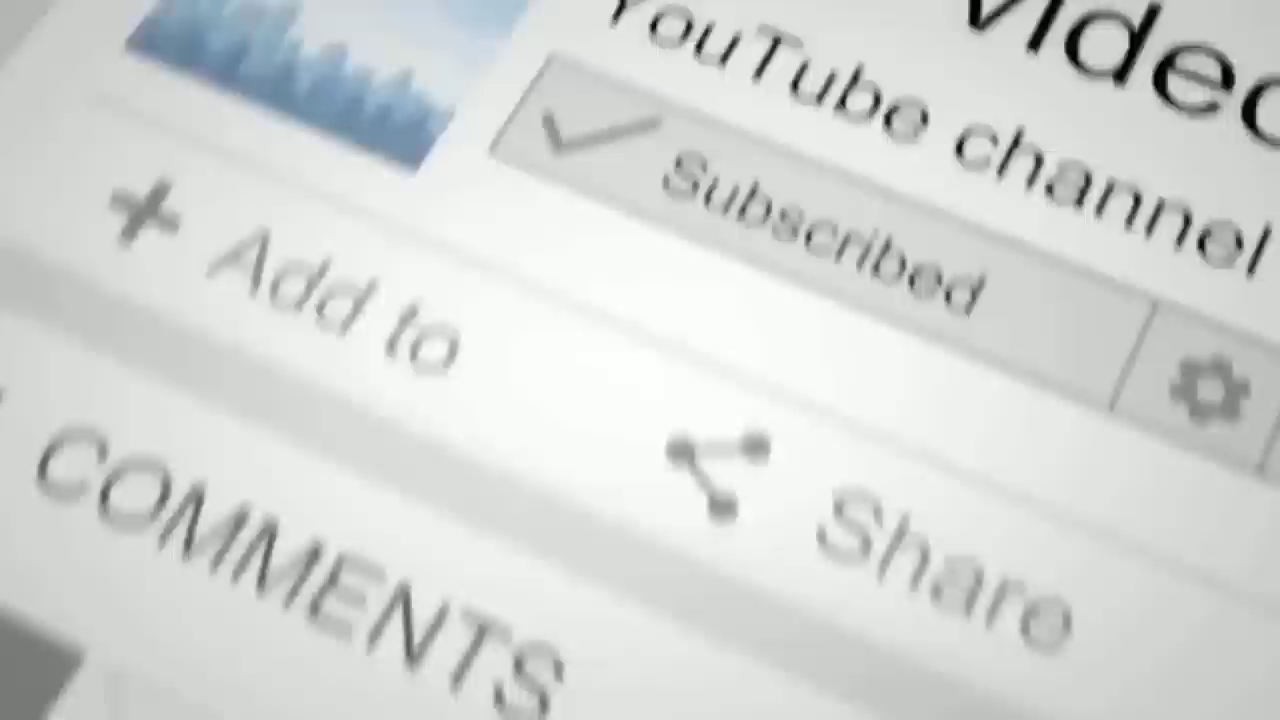 video
YouTube channel
Subscribed
Add to
Share
COMMENTS